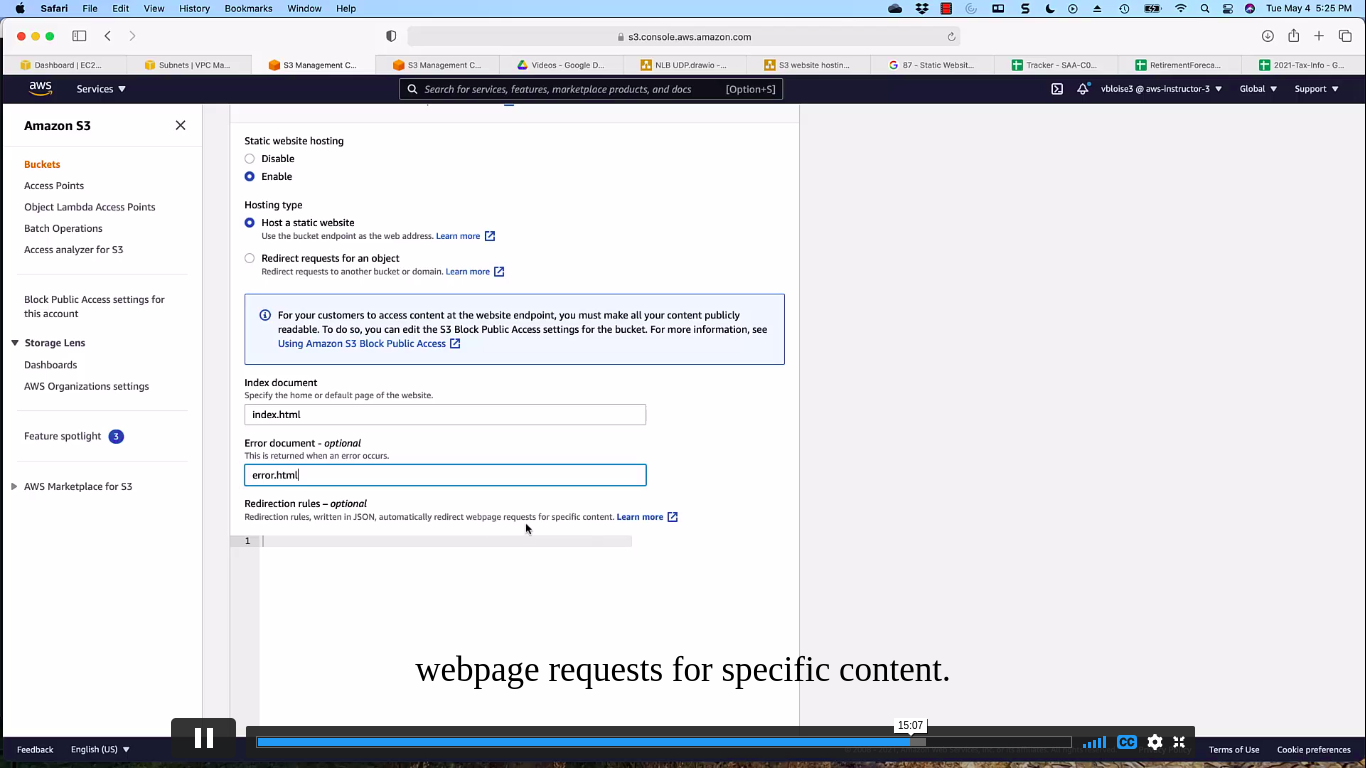 Safari File Edit View History Bookmarks Window Help Tue May 4 5:25 PM
s3.console.aws.amazon.com
Dashboard | EC2... Subnets | VPC Ma... S3 Management C... S3 Management C... Videos - Google D... NLB UDP.drawio -... S3 website hostin... 87 - Static Websit... Tracker - SAA-C0... RetirementForeca... 2021-Tax-Info - G...
aws Services Search for services, features, marketplace products, and docs [Option+S] vbloise3 @ aws-instructor-3 Global Support
Amazon S3
Buckets
Access Points
Object Lambda Access Points
Batch Operations
Access analyzer for S3
Block Public Access settings for
this account
Storage Lens
Dashboards
AWS Organizations settings
Feature spotlight 3
AWS Marketplace for S3
Static website hosting
Disable
Enable
Hosting type
Host a static website
Use the bucket endpoint as the web address. Learn more
Redirect requests for an object
Redirect requests to another bucket or domain. Learn more
For your customers to access content at the website endpoint, you must make all your content publicly
readable. To do so, you can edit the S3 Block Public Access settings for the bucket. For more information, see
Using Amazon S3 Block Public Access
Index document
Specify the home or default page of the website.
index.html
Error document - optional
This is returned when an error occurs.
error.html
Redirection rules – optional
Redirection rules, written in JSON, automatically redirect webpage requests for specific content. Learn more
1
webpage requests for specific content.
15:07
CC
Feedback English (US) Terms of Use Cookie preferences